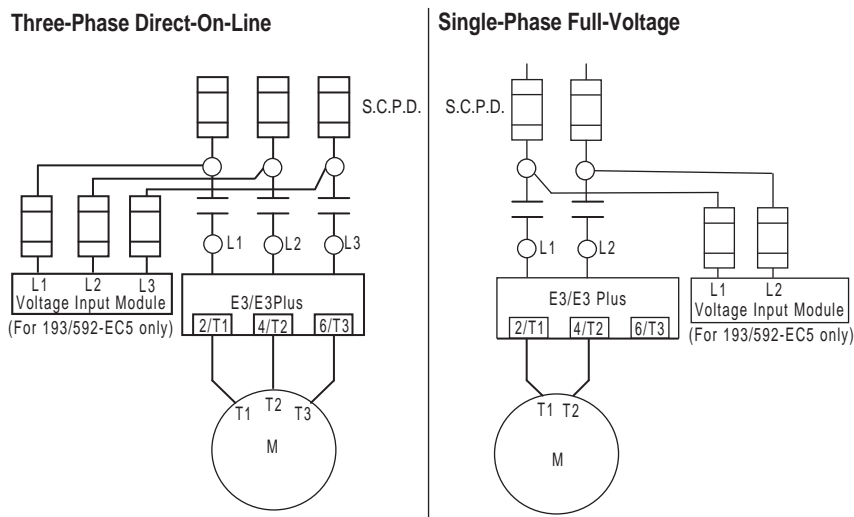 Three-Phase Direct-On-Line
S.C.P.D.
L1
L2
L3
L1 L2 L3
Voltage Input Module
(For 193/592-EC5 only)
E3/E3Plus
2/T1 4/T2 6/T3
T1 T2 T3
M
Single-Phase Full-Voltage
S.C.P.D.
L1
L2
E3/E3 Plus
2/T1 4/T2 6/T3
L1 L2
Voltage Input Module
(For 193/592-EC5 only)
T1 T2
M